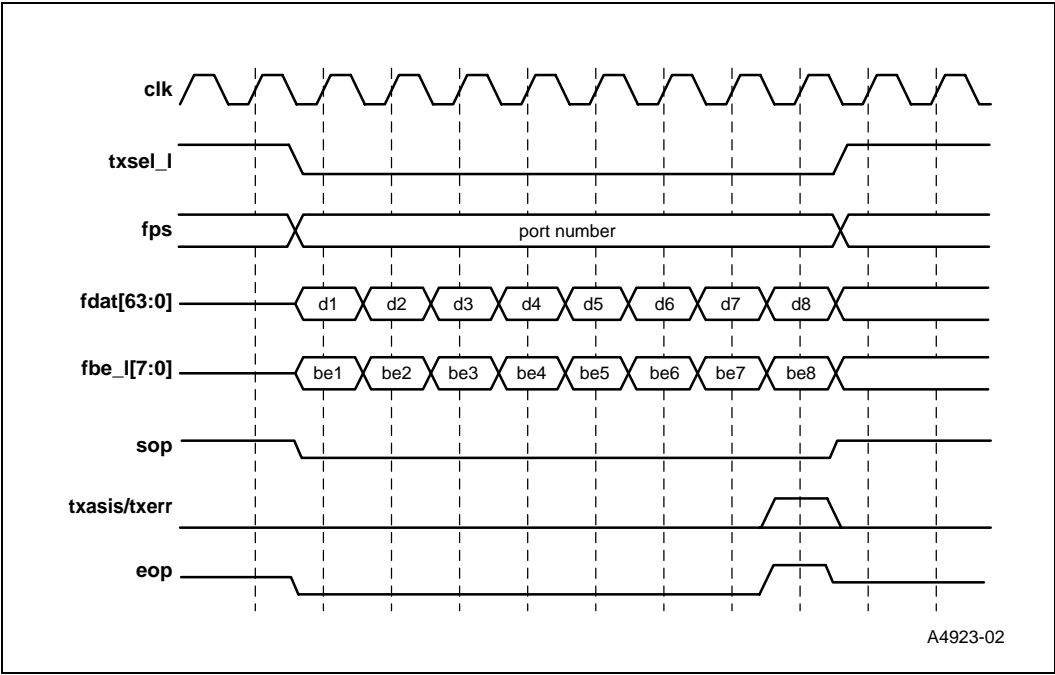 clk
txsel_l
fps
port number
fdat[63:0]
d1 d2 d3 d4 d5 d6 d7 d8
fbe_l[7:0]
be1 be2 be3 be4 be5 be6 be7 be8
sop
txasis/txerr
eop
A4923-02